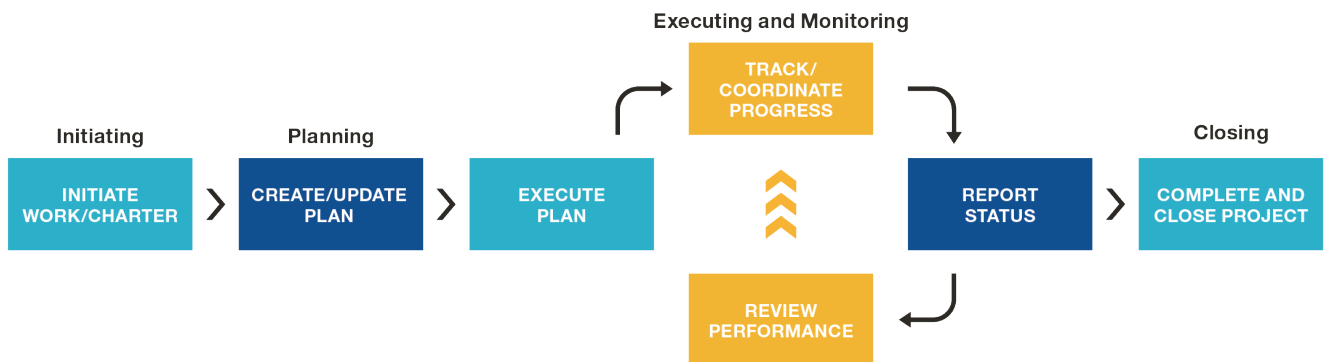 Executing and Monitoring
TRACK/
COORDINATE
PROGRESS
Initiating
Planning
Closing
INITIATE
WORK/CHARTER
CREATE/UPDATE
PLAN
EXECUTE
PLAN
REPORT
STATUS
COMPLETE AND
CLOSE PROJECT
REVIEW
PERFORMANCE